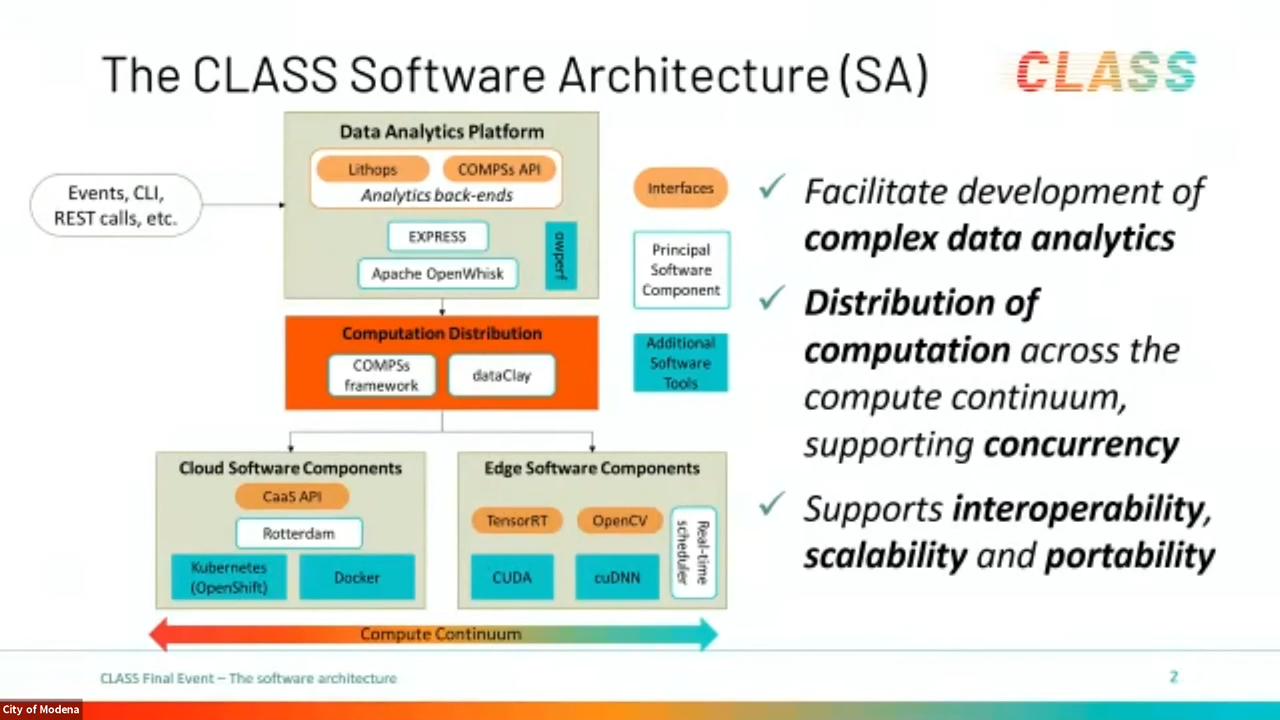 The CLASS Software Architecture (SA)
CLASS
Data Analytics Platform
Lithops
COMPSs API
Analytics back-ends
EXPRESS
Apache OpenWhisk
owperf
Events, CLI,
REST calls, etc.
Computation Distribution
COMPSs
framework
dataClay
Cloud Software Components
CaaS API
Rotterdam
Kubernetes
(OpenShift)
Docker
Edge Software Components
TensorRT
OpenCV
CUDA
cuDNN
Real-time
scheduler
Compute Continuum
Interfaces
Principal
Software
Component
Additional
Software
Tools
✓ Facilitate development of
complex data analytics
✓ Distribution of
computation across the
compute continuum,
supporting concurrency
✓ Supports interoperability,
scalability and portability
CLASS Final Event – The software architecture
2
City of Modena